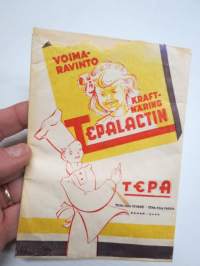 VOIMA-
RAVINTO
KRAFT-
NÄRING
TEPALACTIN
TEPA